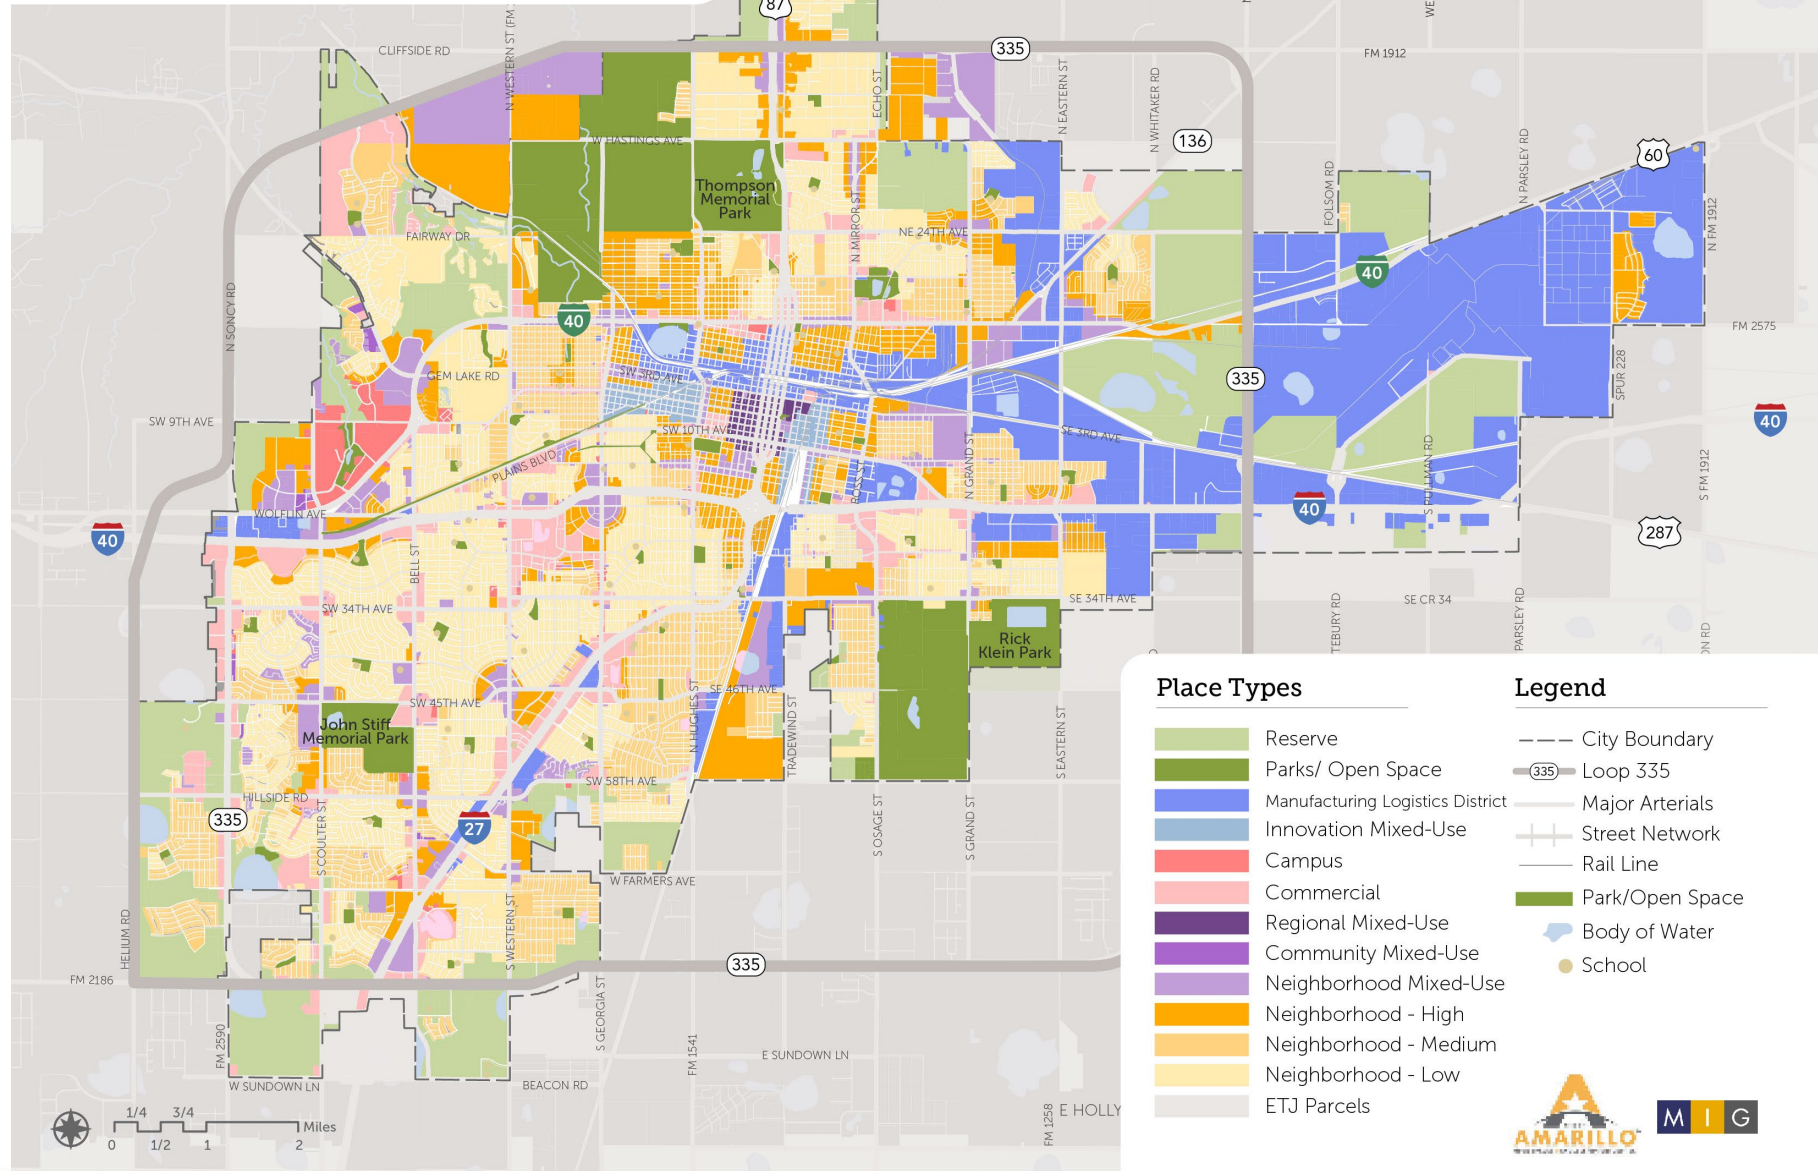 87
CLIFFSIDE RD
N WESTERN ST (FM
335
FM 1912
ECHO ST
N EASTERN ST
N WHITAKER RD
136
W HASTINGS AVE
N PARSLEY RD
60
Thompson
Memorial
Park
FOLSOM RD
N MIRROR ST
NE 24TH AVE
FAIRWAY DR
N FM 1912
40
40
N SONCY RD
FM 2575
GEM LAKE RD
SW 3RD AVE
335
SPUR 228
SW 9TH AVE
SW 10TH AVE
SE 3RD AVE
40
PLAINS BLVD
N GRAND ST
ROSS ST
S PULLMAN RD
S FM 1912
WOLFLIN AVE
40
40
287
BELL ST
SW 34TH AVE
SE 34TH AVE
SE CR 34
Rick
Klein Park
TEBURY RD
PARSLEY RD
ON RD
SW 45TH AVE
SE 46TH AVE
John Stiff
Memorial Park
N HUGHES ST
TRADEWIND ST
S EASTERN ST
SW 58TH AVE
HILLSIDE RD
335
27
S COULTER ST
S OSAGE ST
S GRAND ST
W FARMERS AVE
HELIUM RD
S WESTERN ST
335
FM 2186
S GEORGIA ST
FM 2590
FM 1541
E SUNDOWN LN
W SUNDOWN LN
BEACON RD
FM 1258
E HOLLY
1/4 3/4
Miles
0 1/2 1 2
Place Types
Reserve
Parks/ Open Space
Manufacturing Logistics District
Innovation Mixed-Use
Campus
Commercial
Regional Mixed-Use
Community Mixed-Use
Neighborhood Mixed-Use
Neighborhood - High
Neighborhood - Medium
Neighborhood - Low
ETJ Parcels
Legend
City Boundary
335 Loop 335
Major Arterials
Street Network
Rail Line
Park/Open Space
Body of Water
School
AMARILLO
M I G